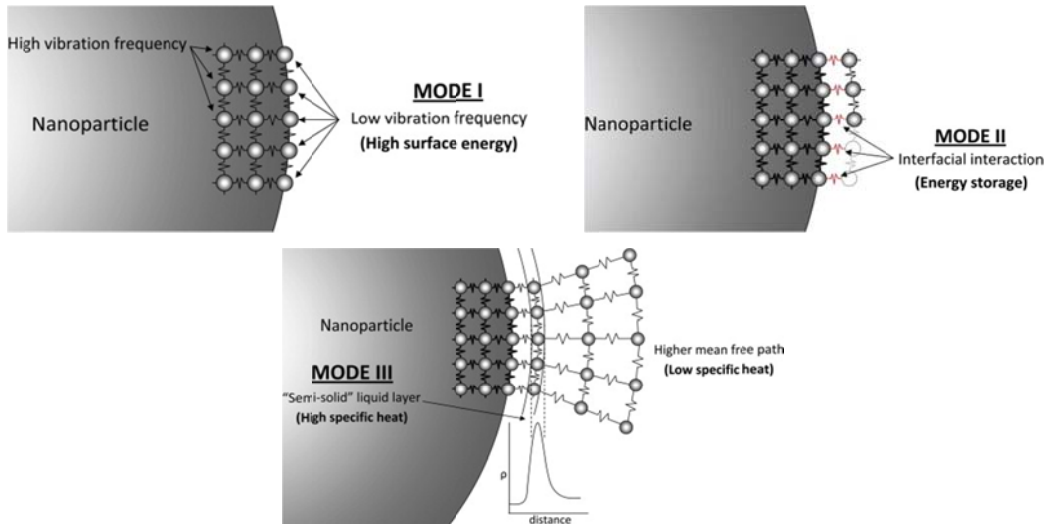 High vibration frequency
Nanoparticle
MODE I
Low vibration frequency
(High surface energy)
Nanoparticle
MODE II
Interfacial interaction
(Energy storage)
Nanoparticle
MODE III
"Semi-solid" liquid layer
(High specific heat)
Higher mean free path
(Low specific heat)
ρ
distance